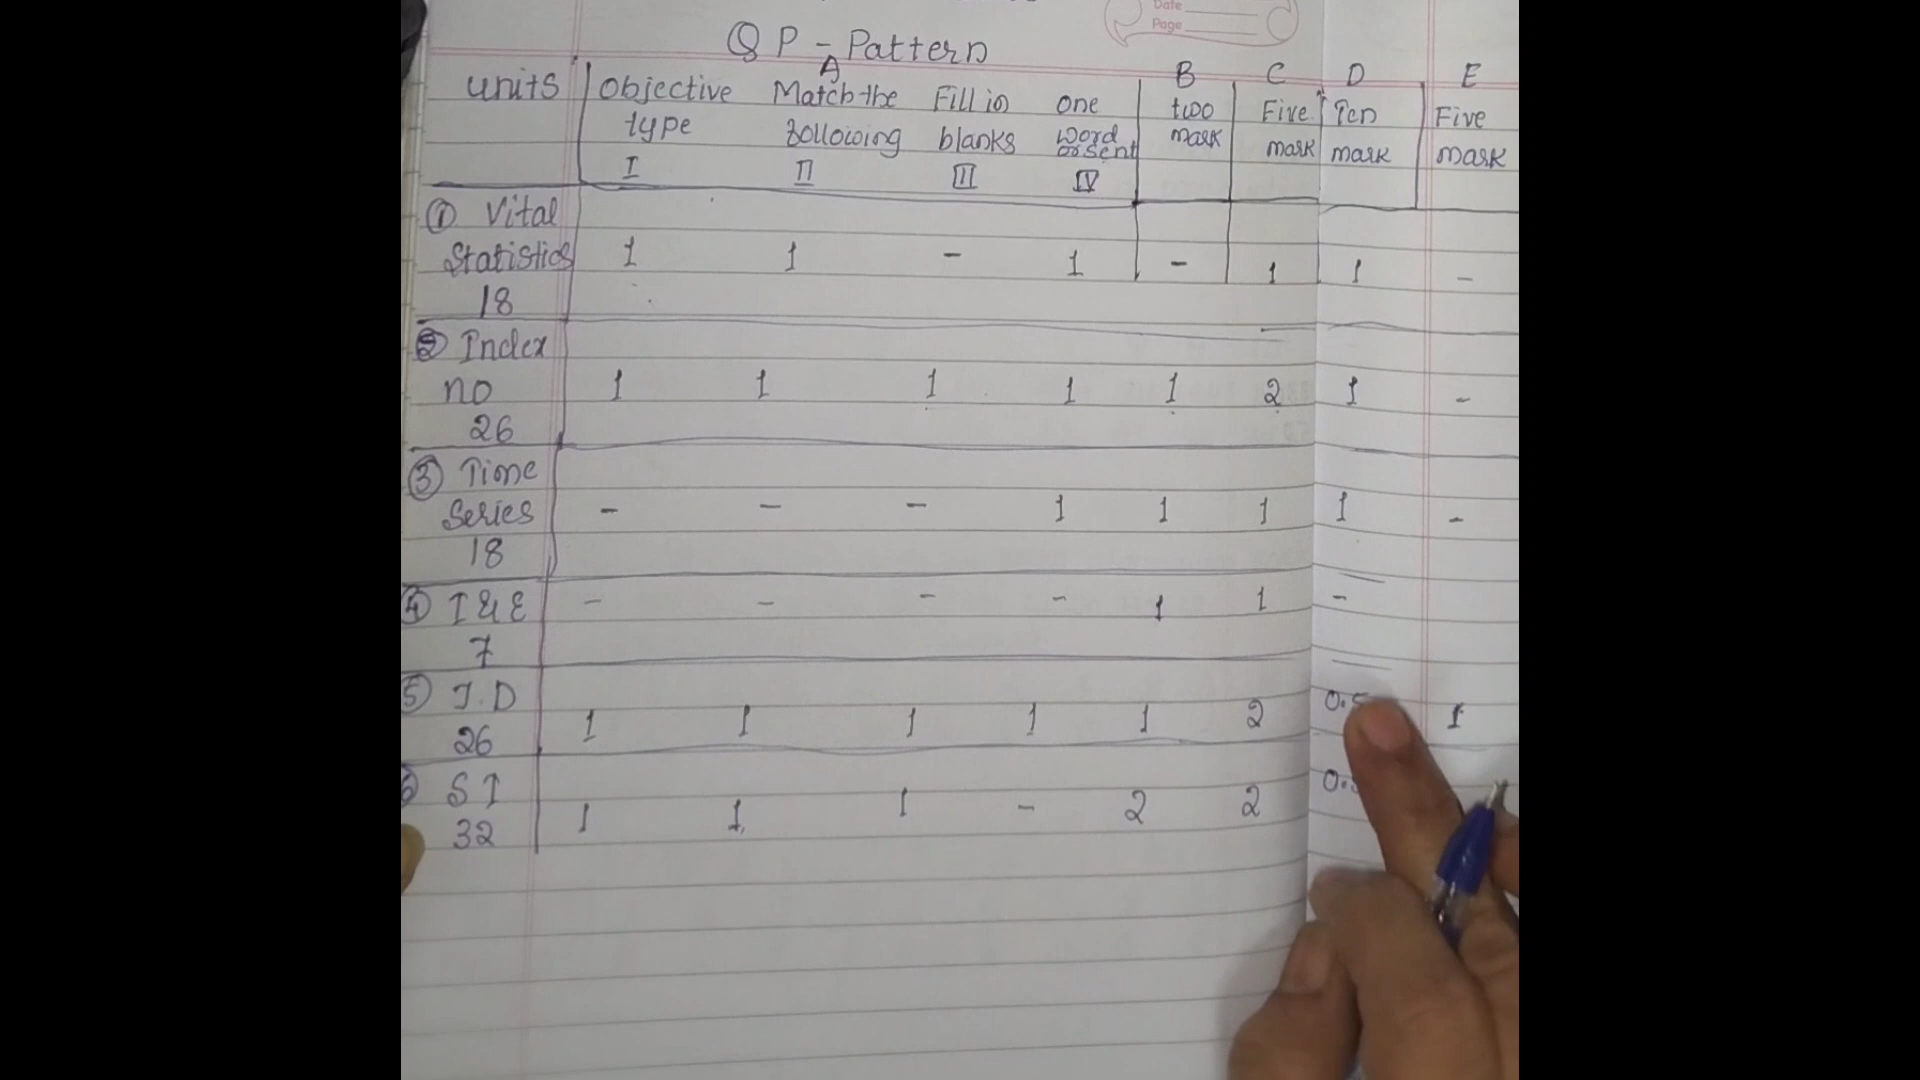 Date
Page
Q P - Pattern
A B C D E
units Objective Match the Fill in one two Five Ten Five
type following blanks word or sent mark mark mark mark
I II III IV
① Vital
Statistics 1 1 - 1 - 1 1 -
18
② Index
no 1 1 1 1 1 2 1 -
26
③ Time
Series - - - 1 1 1 1 -
18
④ I & E - - - - 1 1 -
7
⑤ I.D
26 1 1 1 1 1 2 1
S I
32 1 1 1 - 2 2